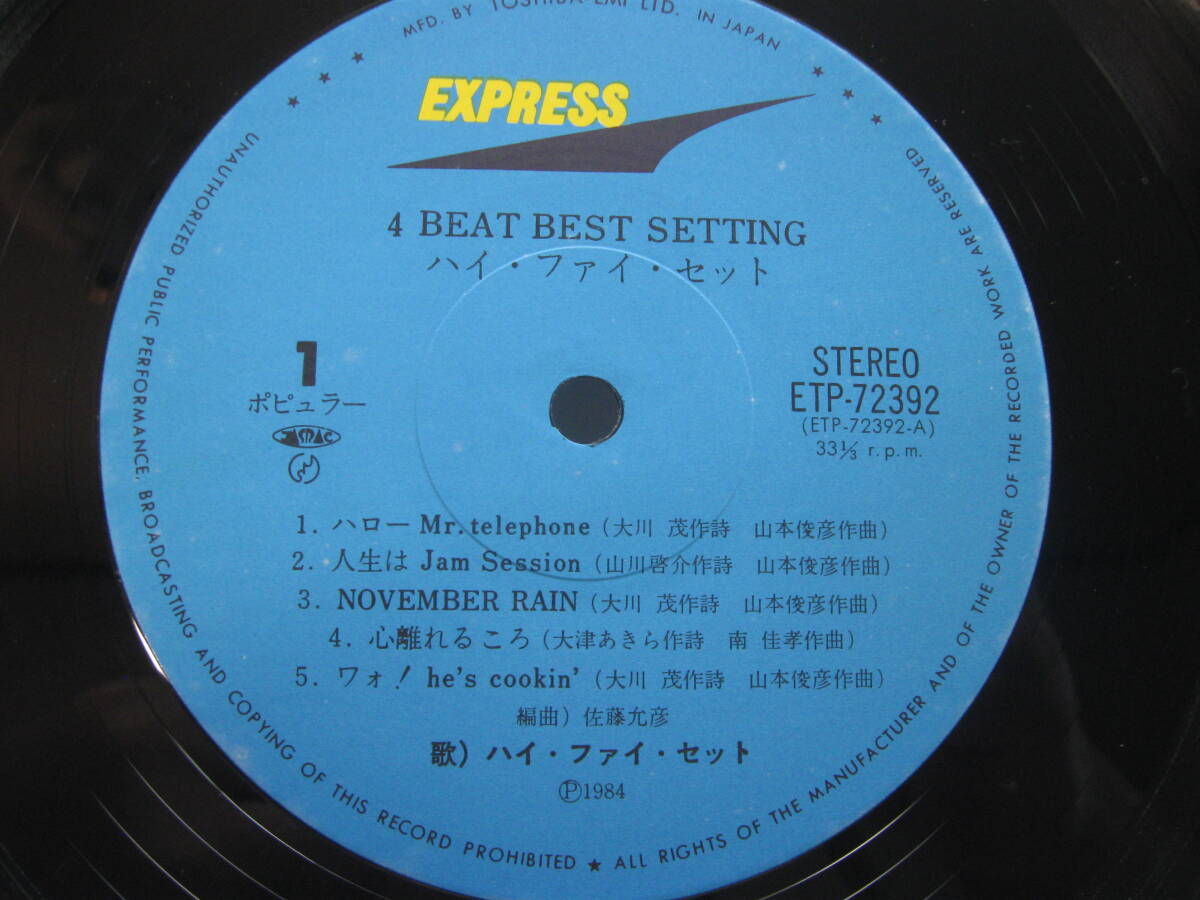 MFD. BY TOSHIBA-EMI LTD. IN JAPAN
EXPRESS
4 BEAT BEST SETTING
ハイ・ファイ・セット
1
ポピュラー
STEREO
ETP-72392
(ETP-72392-A)
33⅓ r.p.m.
1. ハロー Mr. telephone (大川 茂作詩 山本俊彦作曲)
2. 人生は Jam Session (山川啓介作詩 山本俊彦作曲)
3. NOVEMBER RAIN (大川 茂作詩 山本俊彦作曲)
4. 心離れるころ (大津あきら作詩 南 佳孝作曲)
5. ワォ! he's cookin' (大川 茂作詩 山本俊彦作曲)
編曲) 佐藤允彦
歌) ハイ・ファイ・セット
Ⓟ1984
UNAUTHORIZED PUBLIC PERFORMANCE, BROADCASTING AND COPYING OF THIS RECORD PROHIBITED ★ ALL RIGHTS OF THE MANUFACTURER AND OF THE OWNER OF THE RECORDED WORK ARE RESERVED